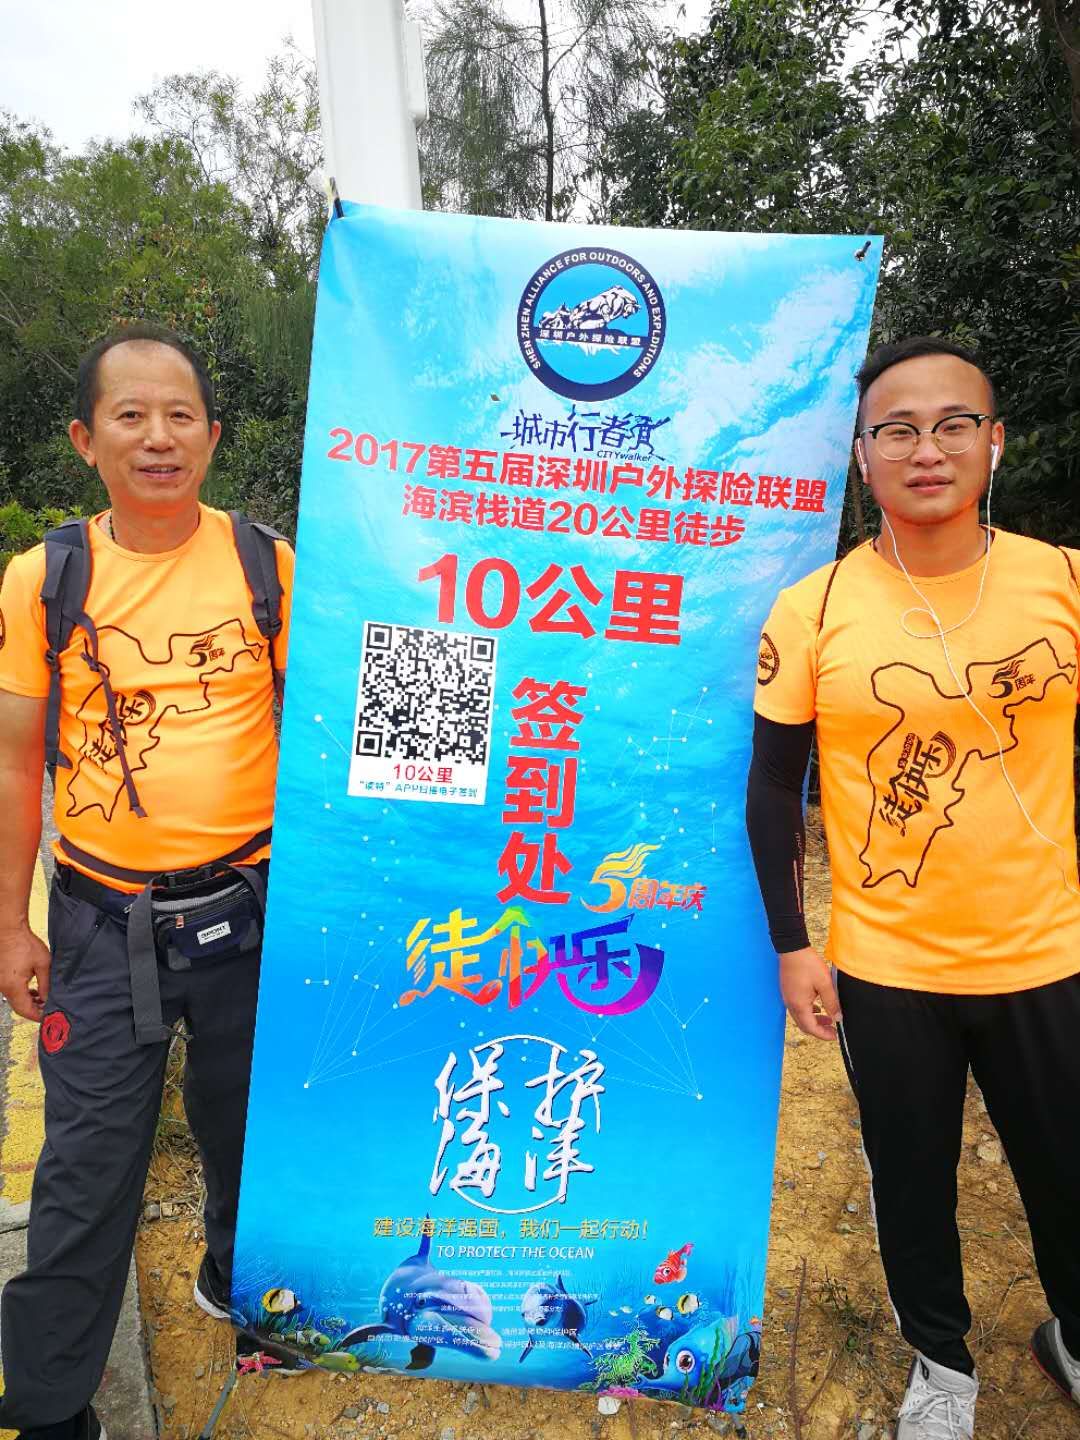 SHEN ZHEN ALLIANCE FOR OUTDOORS AND EXPLDITIONS
深圳户外探险联盟
城市行者賀
CITYwalker
2017第五届深圳户外探险联盟
海滨栈道20公里徒步
10公里
签到处
10公里
“读特”APP扫描电子签到
5周年庆
徒个快乐
保护
海洋
建设海洋强国，我们一起行动！
TO PROTECT THE OCEAN
5周年
徒个快乐
5周年
徒个快乐